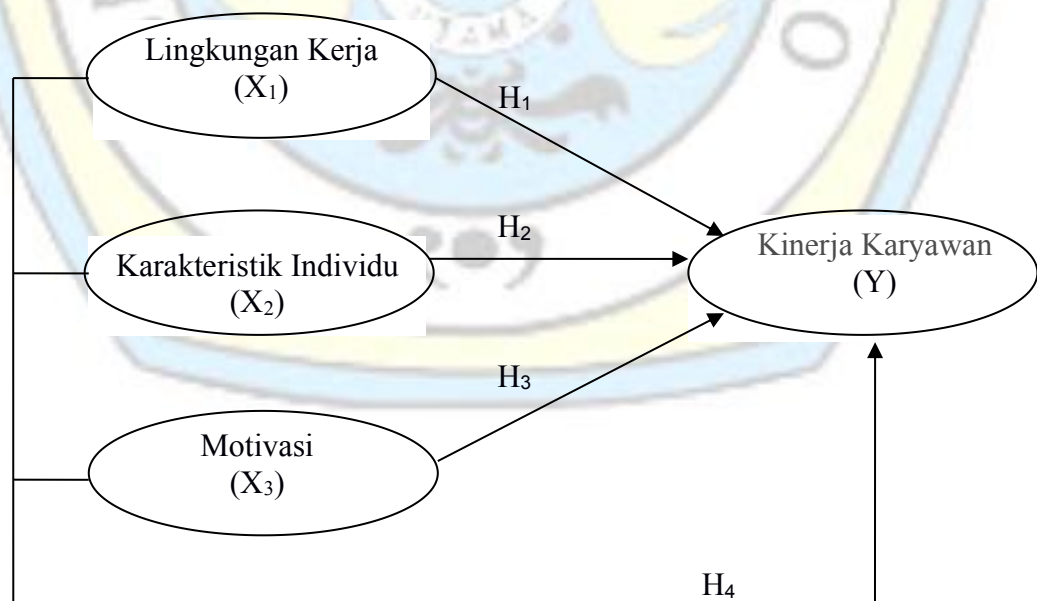 Lingkungan Kerja
(X₁)
H₁
Karakteristik Individu
(X₂)
H₂
Kinerja Karyawan
(Y)
Motivasi
(X₃)
H₃
H₄